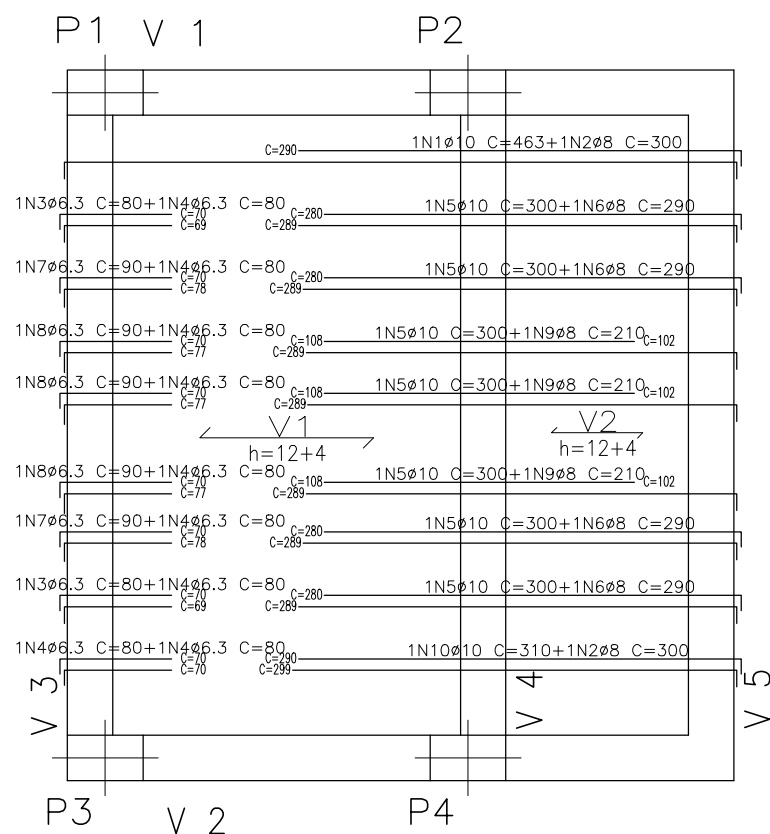 P1 V 1 P2
1N1ø10 C=463+1N2ø8 C=300
C=290
1N3ø6.3 C=80+1N4ø6.3 C=80 1N5ø10 C=300+1N6ø8 C=290
C=70 C=280
C=69 C=289
1N7ø6.3 C=90+1N4ø6.3 C=80 1N5ø10 C=300+1N6ø8 C=290
C=70 C=280
C=78 C=289
1N8ø6.3 C=90+1N4ø6.3 C=80 1N5ø10 C=300+1N9ø8 C=210
C=70 C=108 C=102
C=77 C=289
1N8ø6.3 C=90+1N4ø6.3 C=80 1N5ø10 C=300+1N9ø8 C=210
C=70 C=108 C=102
C=77 C=289
V1 V2
h=12+4 h=12+4
1N8ø6.3 C=90+1N4ø6.3 C=80 1N5ø10 C=300+1N9ø8 C=210
C=70 C=108 C=102
C=77 C=289
1N7ø6.3 C=90+1N4ø6.3 C=80 1N5ø10 C=300+1N6ø8 C=290
C=70 C=280
C=78 C=289
1N3ø6.3 C=80+1N4ø6.3 C=80 1N5ø10 C=300+1N6ø8 C=290
C=70 C=280
C=69 C=289
1N4ø6.3 C=80+1N4ø6.3 C=80 1N10ø10 C=310+1N2ø8 C=300
C=70 C=290
C=70 C=299
V 3 V 4 V 5
P3 V 2 P4